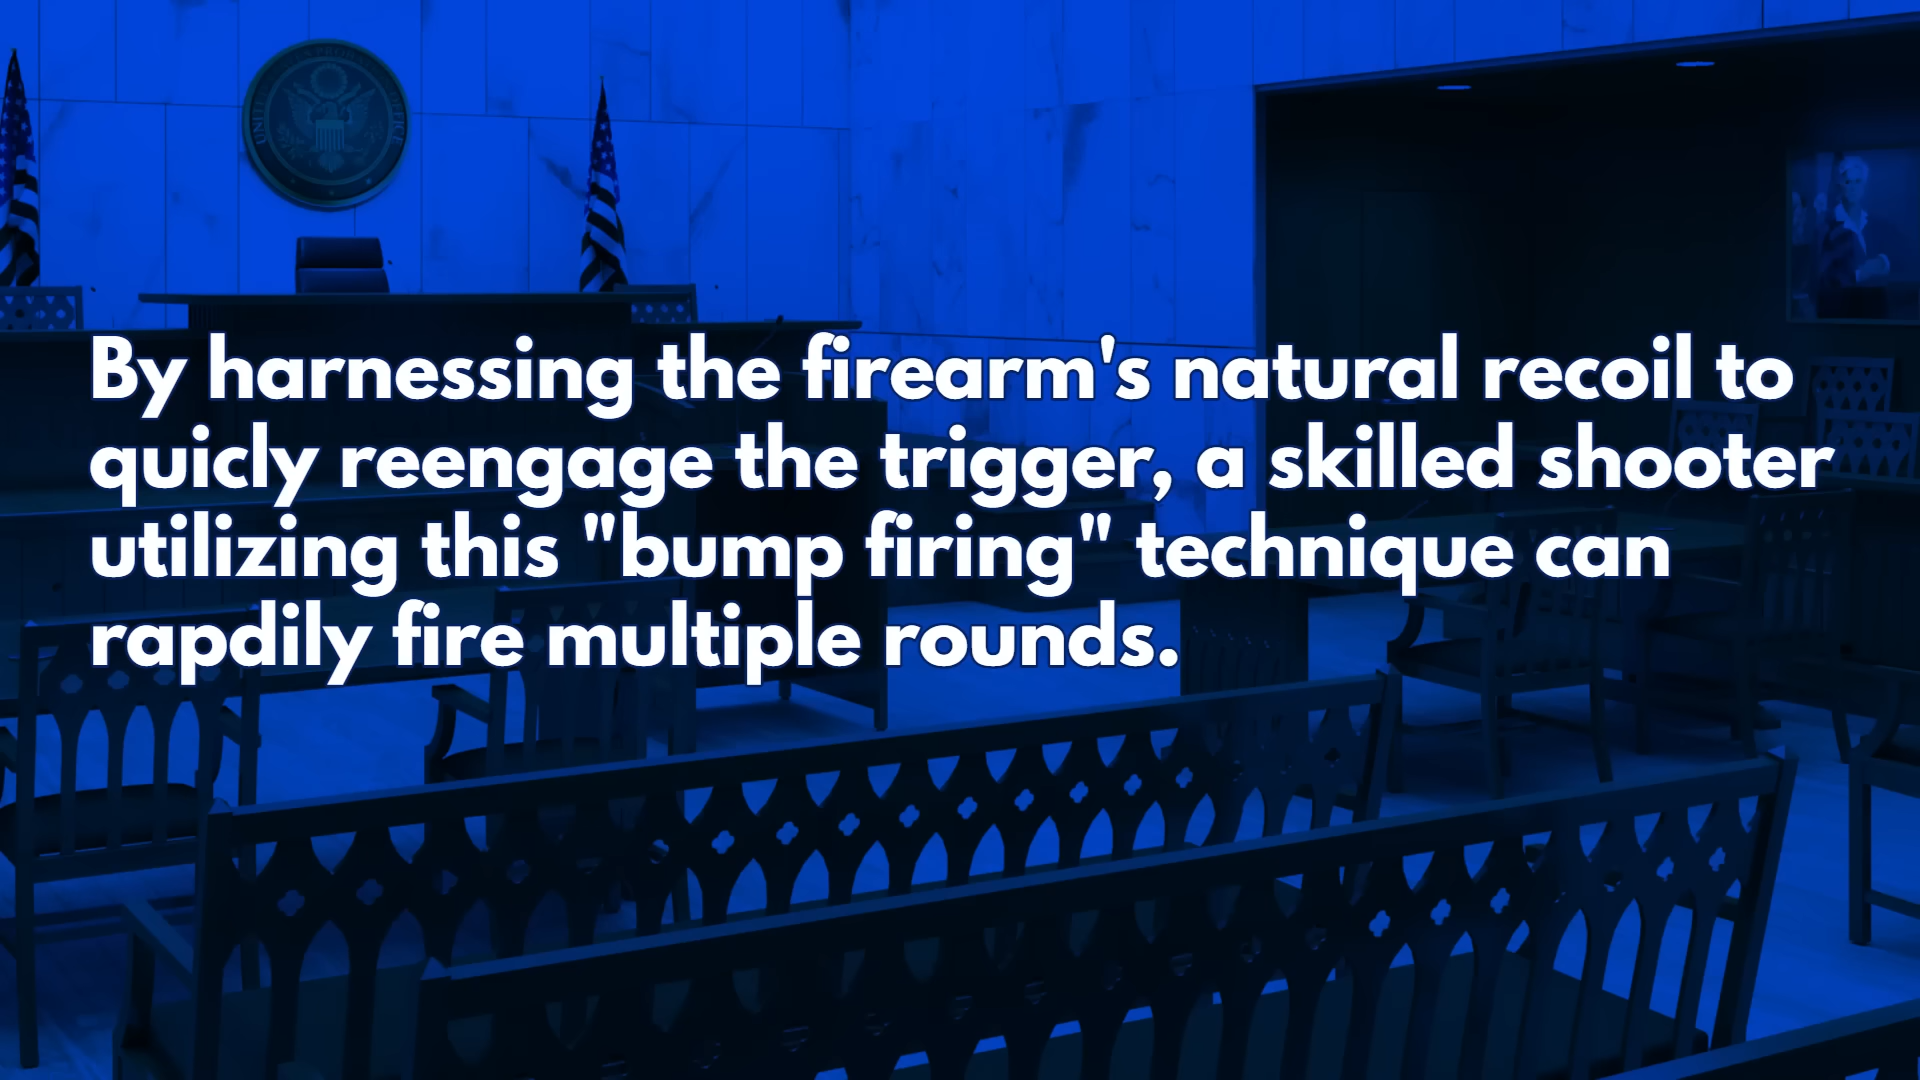 By harnessing the firearm's natural recoil to
quicly reengage the trigger, a skilled shooter
utilizing this "bump firing" technique can
rapdily fire multiple rounds.